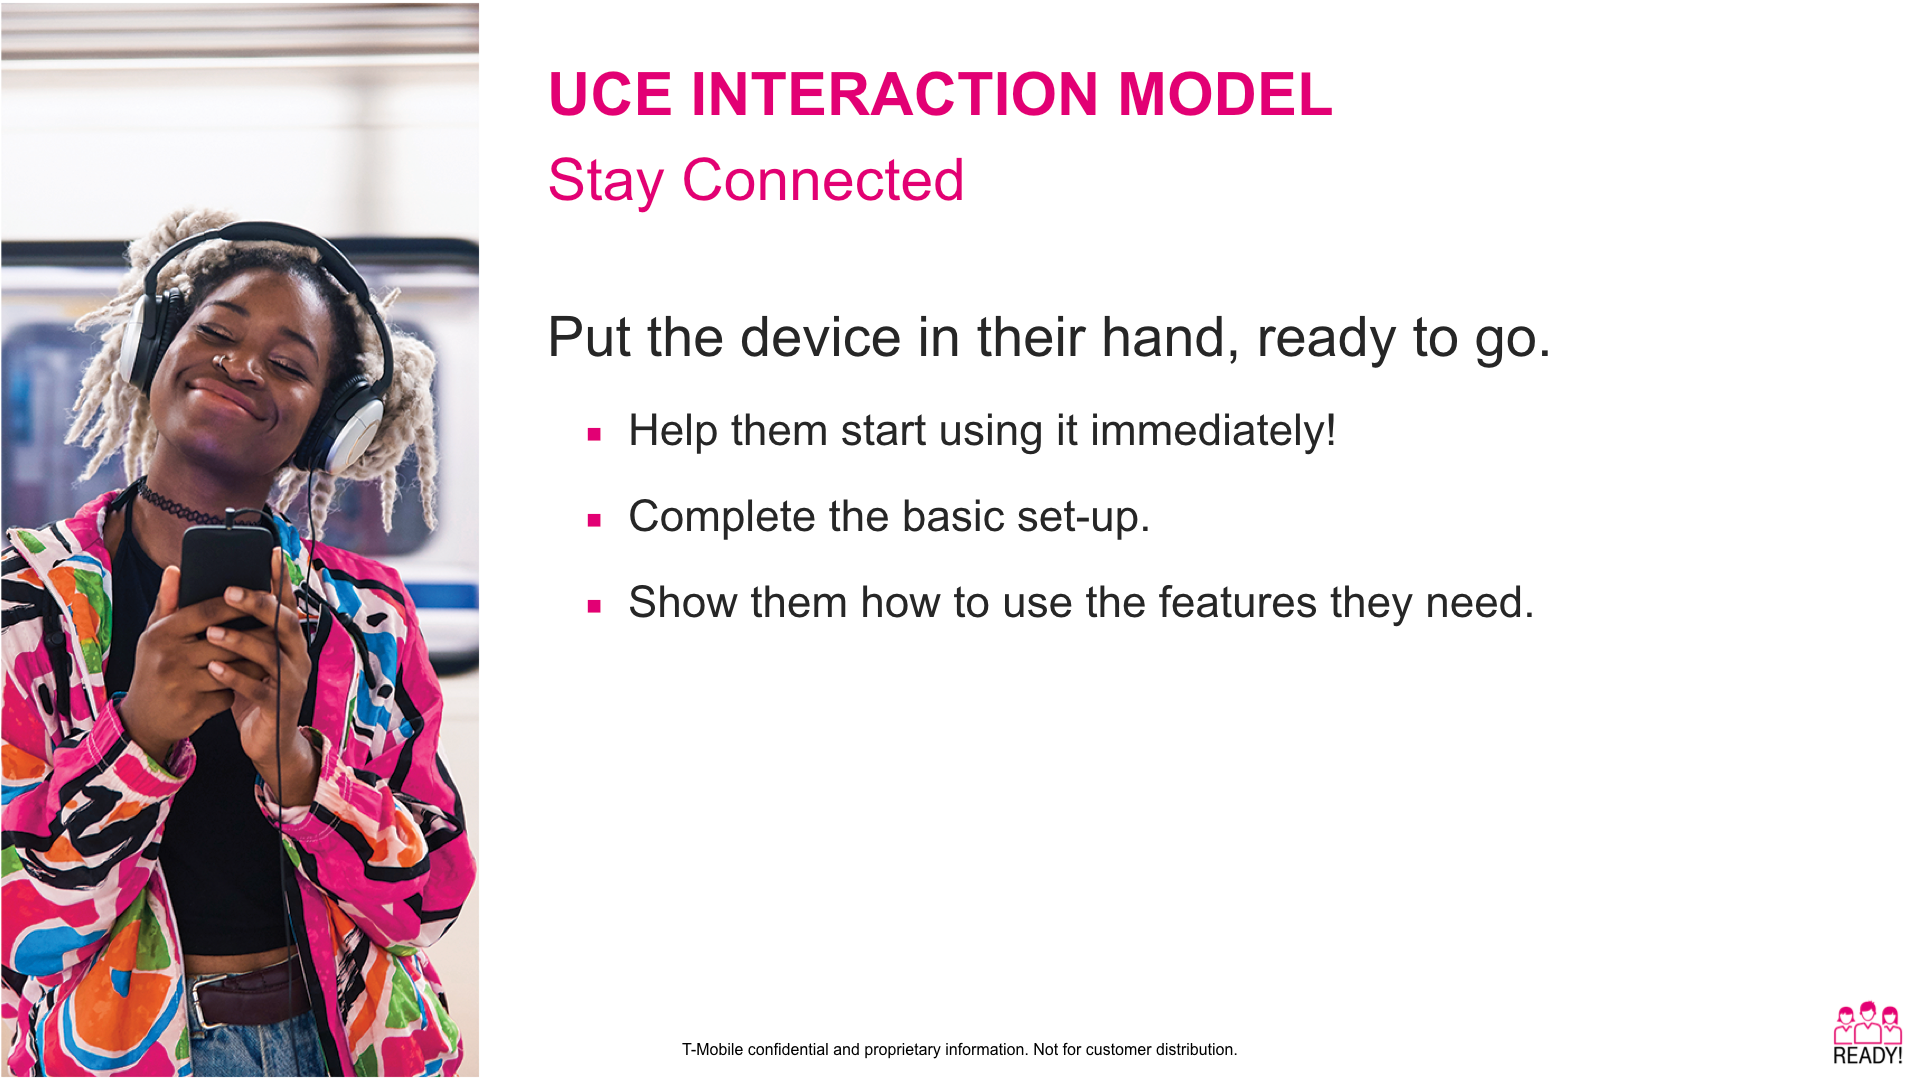 UCE INTERACTION MODEL
Stay Connected
Put the device in their hand, ready to go.
Help them start using it immediately!
Complete the basic set-up.
Show them how to use the features they need.
T-Mobile confidential and proprietary information. Not for customer distribution.
READY!